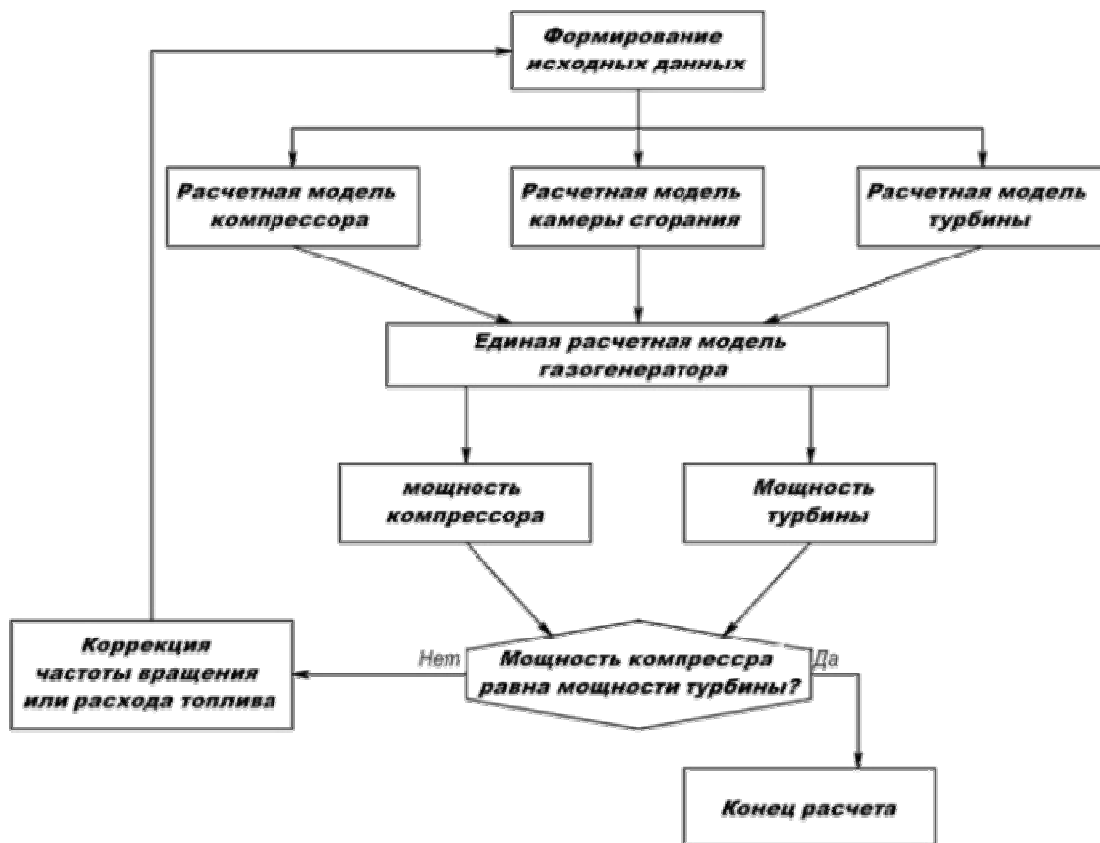 Формирование
исходных данных
Расчетная модель
компрессора
Расчетная модель
камеры сгорания
Расчетная модель
турбины
Единая расчетная модель
газогенератора
мощность
компрессора
Мощность
турбины
Коррекция
частоты вращения
или расхода топлива
Нет
Мощность компрессра
равна мощности турбины?
Да
Конец расчета